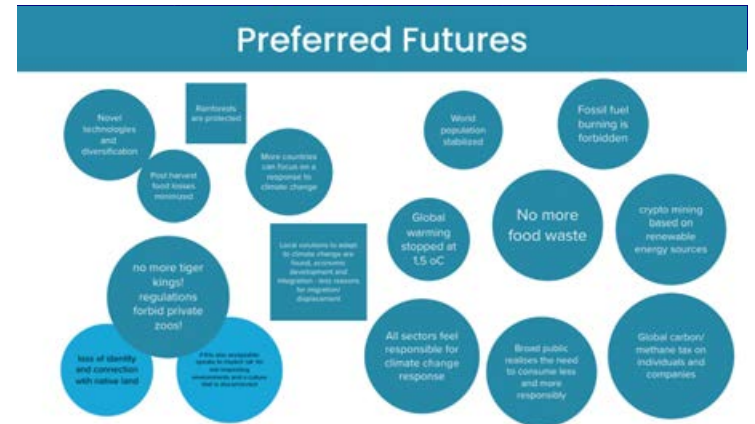 Preferred Futures
Novel
technologies
and
diversification
Rainforests
are protected
Post harvest
food losses
minimized
More countries
can focus on a
response to
climate change
World
population
stabilized
Fossil fuel
burning is
forbidden
Local solutions to adapt
to climate change are
found, economic
development and
integration - less reasons
for migration/
displacement
Global
warming
stopped at
1,5 oC
No more
food waste
crypto mining
based on
renewable
energy sources
no more tiger
kings!
regulations
forbid private
zoos!
loss of identity
and connection
with native land
that is disconnected
All sectors feel
responsible for
climate change
response
Broad public
realises the need
to consume less
and more
responsibly
Global carbon/
methane tax on
individuals and
companies